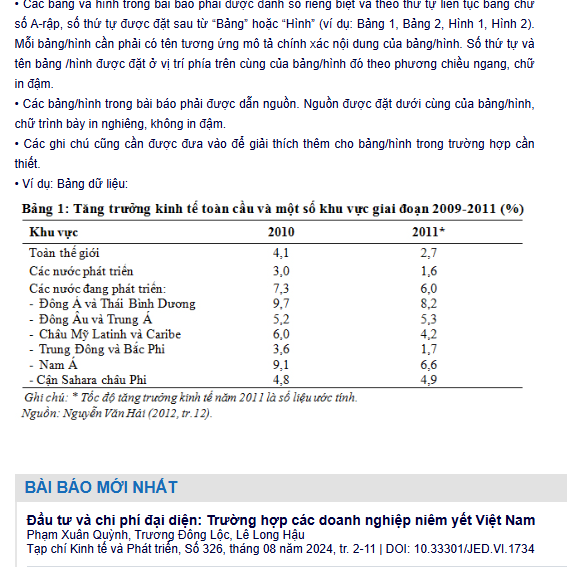 • Các bảng và hình trong bài báo phải được đánh số riêng biệt và theo thứ tự liên tục bằng chữ
số A-rập, số thứ tự được đặt sau từ “Bảng” hoặc “Hình” (ví dụ: Bảng 1, Bảng 2, Hình 1, Hình 2).
Mỗi bảng/hình cần phải có tên tương ứng mô tả chính xác nội dung của bảng/hình. Số thứ tự và
tên bảng /hình được đặt ở vị trí phía trên cùng của bảng/hình đó theo phương chiều ngang, chữ
in đậm.
• Các bảng/hình trong bài báo phải được dẫn nguồn. Nguồn được đặt dưới cùng của bảng/hình,
chữ trình bày in nghiêng, không in đậm.
• Các ghi chú cũng cần được đưa vào để giải thích thêm cho bảng/hình trong trường hợp cần
thiết.
• Ví dụ: Bảng dữ liệu:
Bảng 1: Tăng trưởng kinh tế toàn cầu và một số khu vực giai đoạn 2009-2011 (%)
Khu vực 2010 2011*
Toàn thế giới 4,1 2,7
Các nước phát triển 3,0 1,6
Các nước đang phát triển: 7,3 6,0
- Đông Á và Thái Bình Dương 9,7 8,2
- Đông Âu và Trung Á 5,2 5,3
- Châu Mỹ Latinh và Caribe 6,0 4,2
- Trung Đông và Bắc Phi 3,6 1,7
- Nam Á 9,1 6,6
- Cận Sahara châu Phi 4,8 4,9
Ghi chú: * Tốc độ tăng trưởng kinh tế năm 2011 là số liệu ước tính.
Nguồn: Nguyễn Văn Hải (2012, tr.12).
BÀI BÁO MỚI NHẤT
Đầu tư và chi phí đại diện: Trường hợp các doanh nghiệp niêm yết Việt Nam
Phạm Xuân Quỳnh, Trương Đông Lộc, Lê Long Hậu
Tạp chí Kinh tế và Phát triển, Số 326, tháng 08 năm 2024, tr. 2-11 | DOI: 10.33301/JED.VI.1734